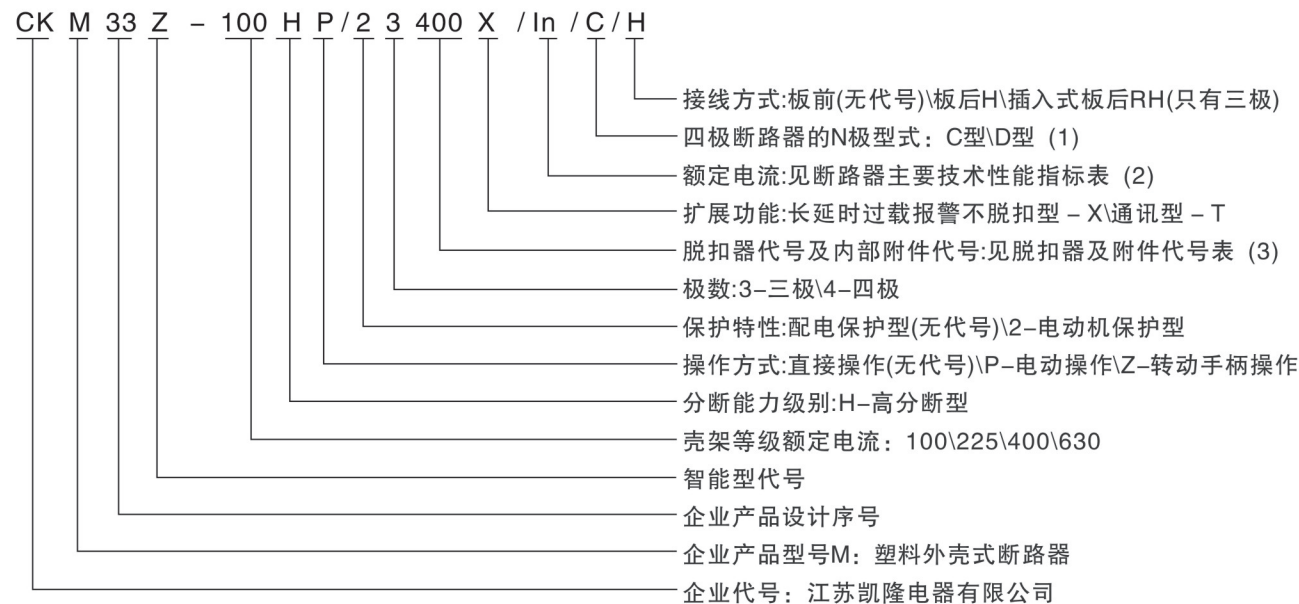 CK M 33 Z – 100 H P / 2 3 400 X / In / C / H
接线方式:板前(无代号)\板后H\插入式板后RH(只有三极)
四极断路器的N极型式：C型\D型 (1)
额定电流:见断路器主要技术性能指标表 (2)
扩展功能:长延时过载报警不脱扣型 – X\通讯型 – T
脱扣器代号及内部附件代号:见脱扣器及附件代号表 (3)
极数:3–三极\4–四极
保护特性:配电保护型(无代号)\2–电动机保护型
操作方式:直接操作(无代号)\P–电动操作\Z–转动手柄操作
分断能力级别:H–高分断型
壳架等级额定电流：100\225\400\630
智能型代号
企业产品设计序号
企业产品型号M：塑料外壳式断路器
企业代号：江苏凯隆电器有限公司